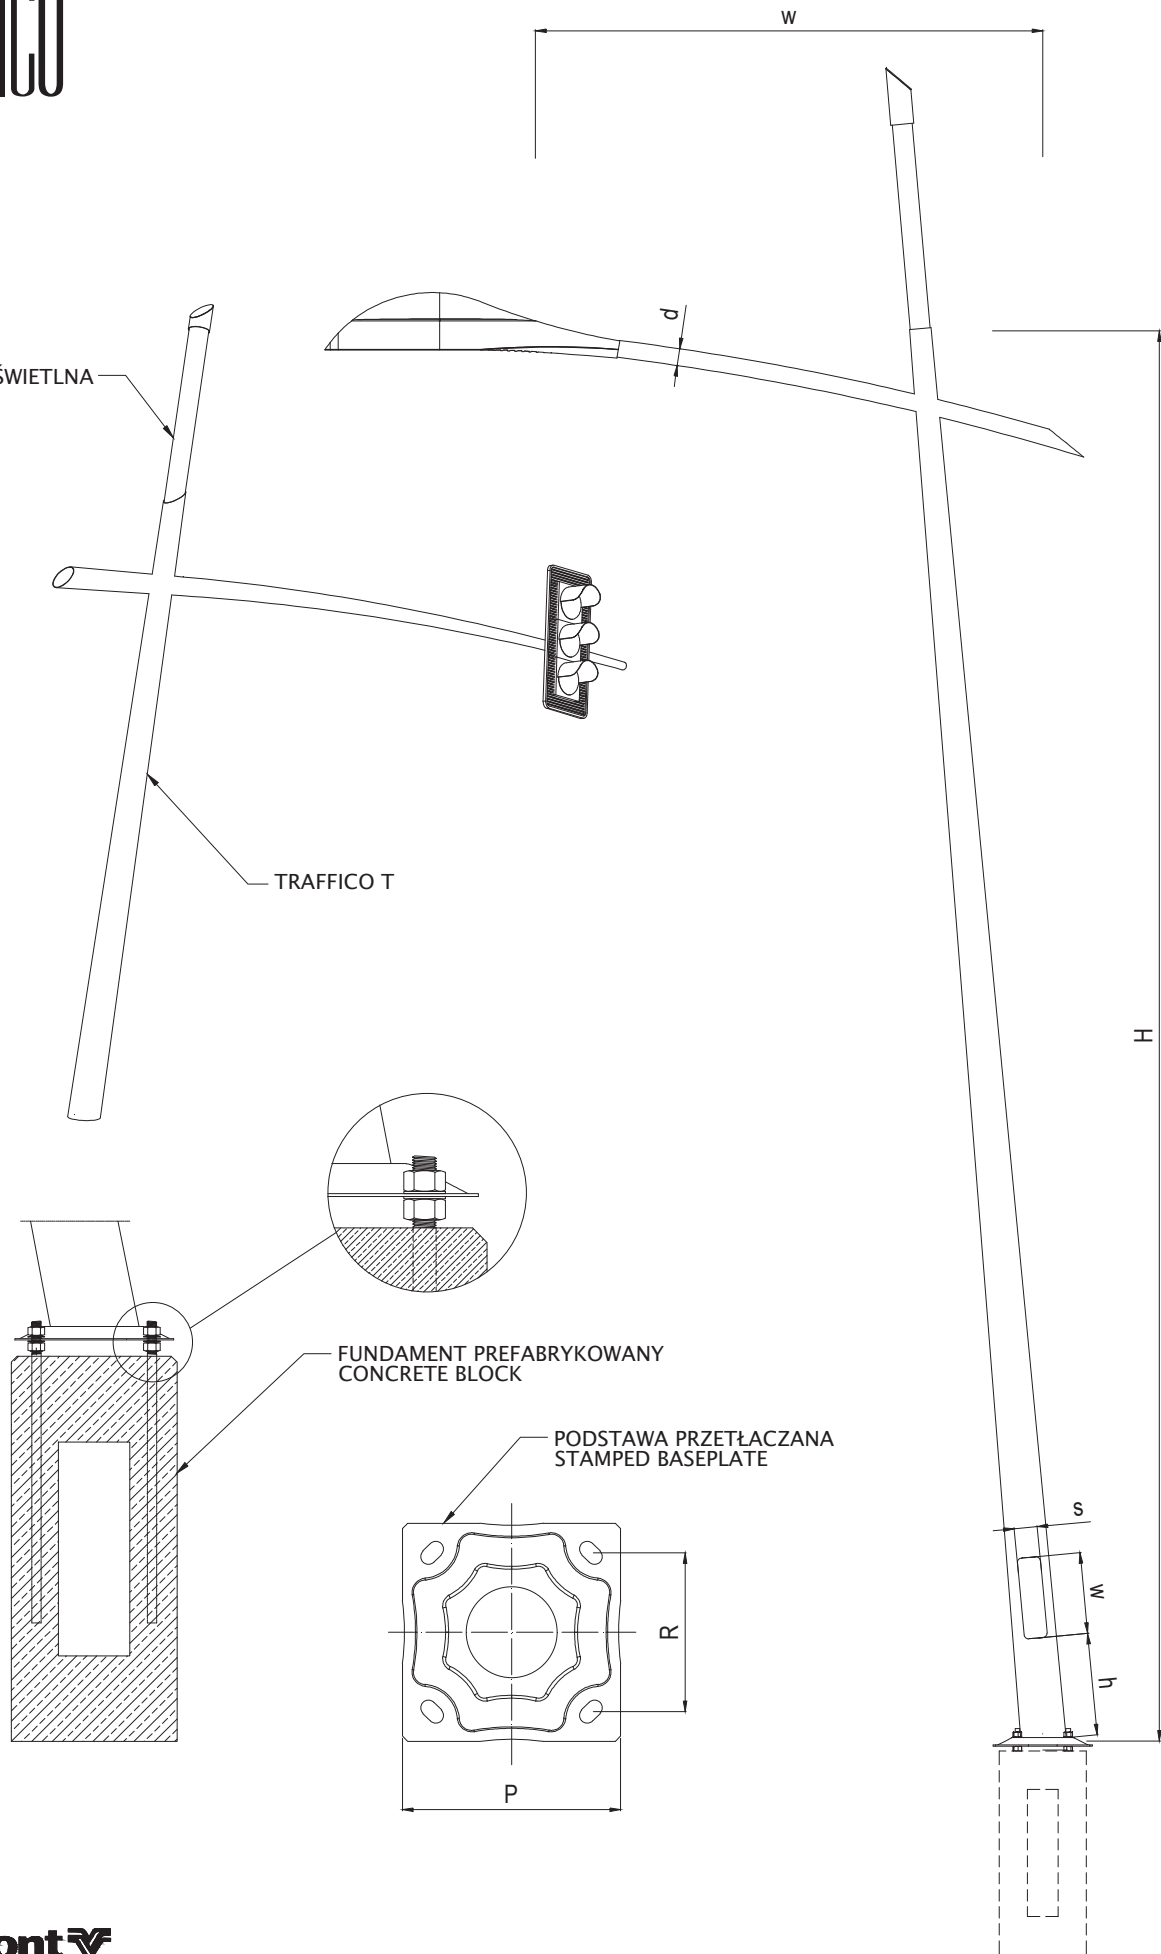 W
d
ŚWIETLNA
TRAFFICO T
H
FUNDAMENT PREFABRYKOWANY
CONCRETE BLOCK
PODSTAWA PRZETŁACZANA
STAMPED BASEPLATE
s
w
h
R
P